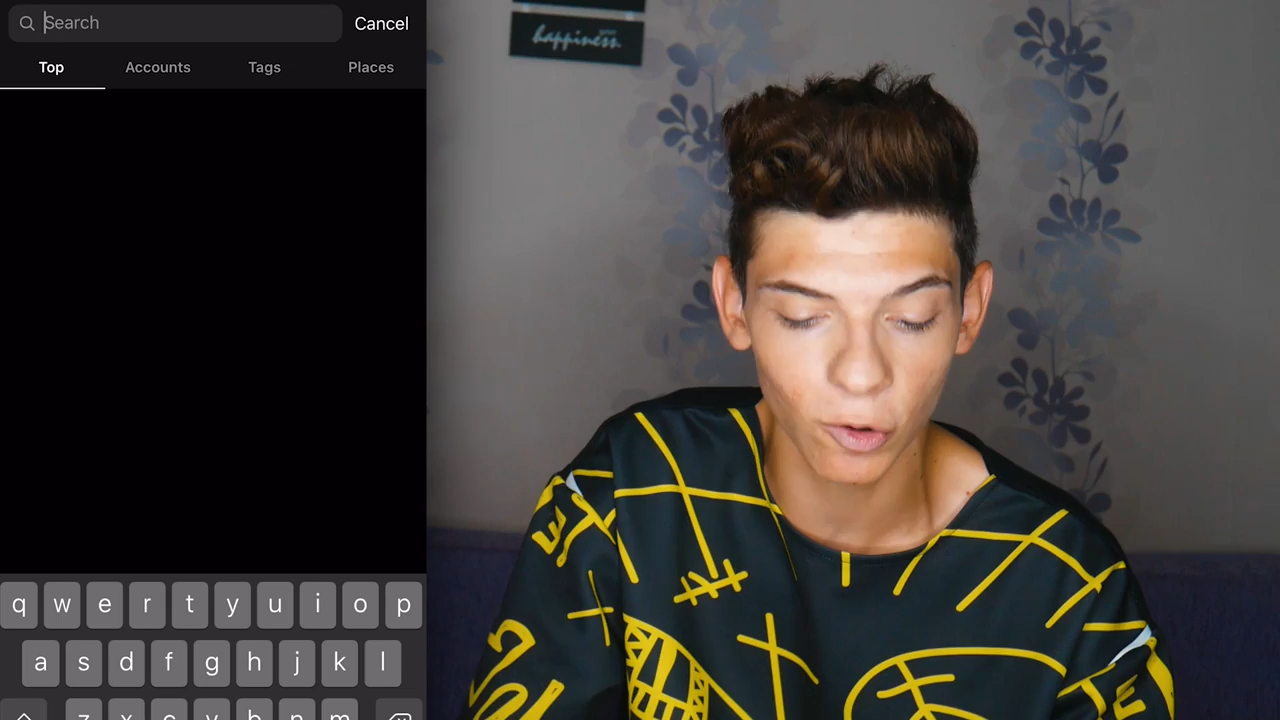 Search
Cancel
Top
Accounts
Tags
Places
happiness
q w e r t y u i o p
a s d f g h j k l
z x c v b n m